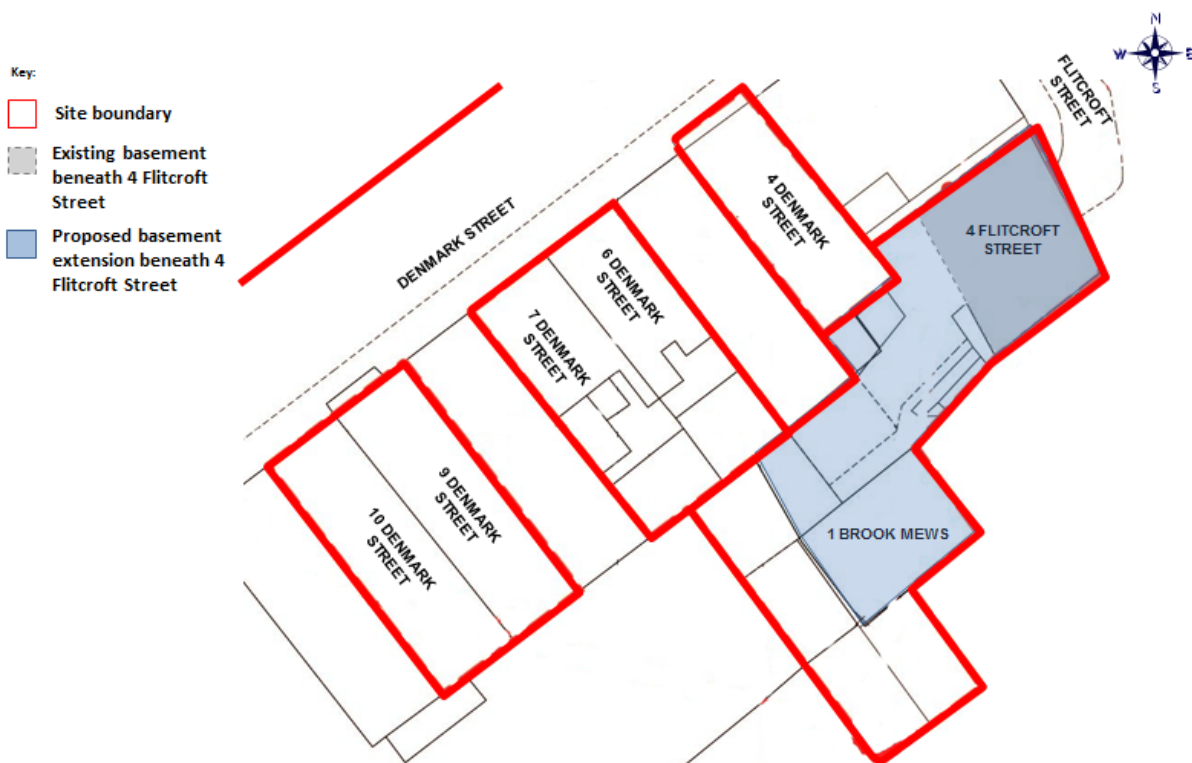 N
W E
S
Key:
Site boundary
Existing basement
beneath 4 Flitcroft
Street
Proposed basement
extension beneath 4
Flitcroft Street
FLITCROFT
STREET
DENMARK STREET
4 DENMARK
STREET
4 FLITCROFT
STREET
6 DENMARK
STREET
7 DENMARK
STREET
9 DENMARK
STREET
10 DENMARK
STREET
1 BROOK MEWS